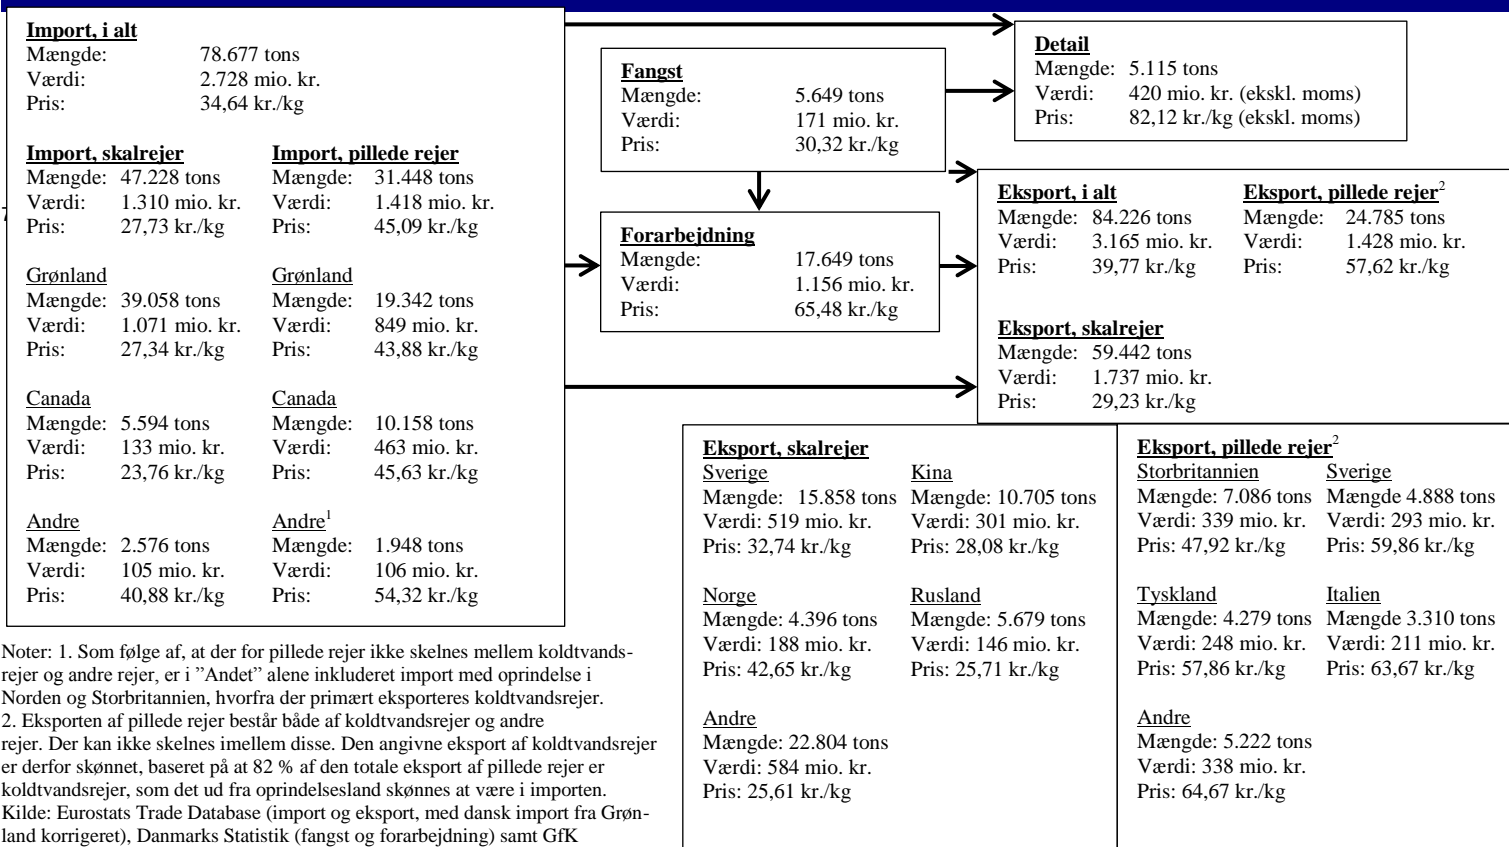 Import, i alt
Mængde: 78.677 tons
Værdi: 2.728 mio. kr.
Pris: 34,64 kr./kg
Import, skalrejer Import, pillede rejer
Mængde: 47.228 tons Mængde: 31.448 tons
Værdi: 1.310 mio. kr. Værdi: 1.418 mio. kr.
Pris: 27,73 kr./kg Pris: 45,09 kr./kg
Grønland Grønland
Mængde: 39.058 tons Mængde: 19.342 tons
Værdi: 1.071 mio. kr. Værdi: 849 mio. kr.
Pris: 27,34 kr./kg Pris: 43,88 kr./kg
Canada Canada
Mængde: 5.594 tons Mængde: 10.158 tons
Værdi: 133 mio. kr. Værdi: 463 mio. kr.
Pris: 23,76 kr./kg Pris: 45,63 kr./kg
Andre Andre1
Mængde: 2.576 tons Mængde: 1.948 tons
Værdi: 105 mio. kr. Værdi: 106 mio. kr.
Pris: 40,88 kr./kg Pris: 54,32 kr./kg
Fangst
Mængde: 5.649 tons
Værdi: 171 mio. kr.
Pris: 30,32 kr./kg
Forarbejdning
Mængde: 17.649 tons
Værdi: 1.156 mio. kr.
Pris: 65,48 kr./kg
Detail
Mængde: 5.115 tons
Værdi: 420 mio. kr. (ekskl. moms)
Pris: 82,12 kr./kg (ekskl. moms)
Eksport, i alt Eksport, pillede rejer2
Mængde: 84.226 tons Mængde: 24.785 tons
Værdi: 3.165 mio. kr. Værdi: 1.428 mio. kr.
Pris: 39,77 kr./kg Pris: 57,62 kr./kg
Eksport, skalrejer
Mængde: 59.442 tons
Værdi: 1.737 mio. kr.
Pris: 29,23 kr./kg
Eksport, skalrejer
Sverige Kina
Mængde: 15.858 tons Mængde: 10.705 tons
Værdi: 519 mio. kr. Værdi: 301 mio. kr.
Pris: 32,74 kr./kg Pris: 28,08 kr./kg
Norge Rusland
Mængde: 4.396 tons Mængde: 5.679 tons
Værdi: 188 mio. kr. Værdi: 146 mio. kr.
Pris: 42,65 kr./kg Pris: 25,71 kr./kg
Andre
Mængde: 22.804 tons
Værdi: 584 mio. kr.
Pris: 25,61 kr./kg
Eksport, pillede rejer2
Storbritannien Sverige
Mængde: 7.086 tons Mængde 4.888 tons
Værdi: 339 mio. kr. Værdi: 293 mio. kr.
Pris: 47,92 kr./kg Pris: 59,86 kr./kg
Tyskland Italien
Mængde: 4.279 tons Mængde 3.310 tons
Værdi: 248 mio. kr. Værdi: 211 mio. kr.
Pris: 57,86 kr./kg Pris: 63,67 kr./kg
Andre
Mængde: 5.222 tons
Værdi: 338 mio. kr.
Pris: 64,67 kr./kg
Noter: 1. Som følge af, at der for pillede rejer ikke skelnes mellem koldtvands-
rejer og andre rejer, er i ”Andet” alene inkluderet import med oprindelse i
Norden og Storbritannien, hvorfra der primært eksporteres koldtvandsrejer.
2. Eksporten af pillede rejer består både af koldtvandsrejer og andre
rejer. Der kan ikke skelnes imellem disse. Den angivne eksport af koldtvandsrejer
er derfor skønnet, baseret på at 82 % af den totale eksport af pillede rejer er
koldtvandsrejer, som det ud fra oprindelsesland skønnes at være i importen.
Kilde: Eurostats Trade Database (import og eksport, med dansk import fra Grøn-
land korrigeret), Danmarks Statistik (fangst og forarbejdning) samt GfK